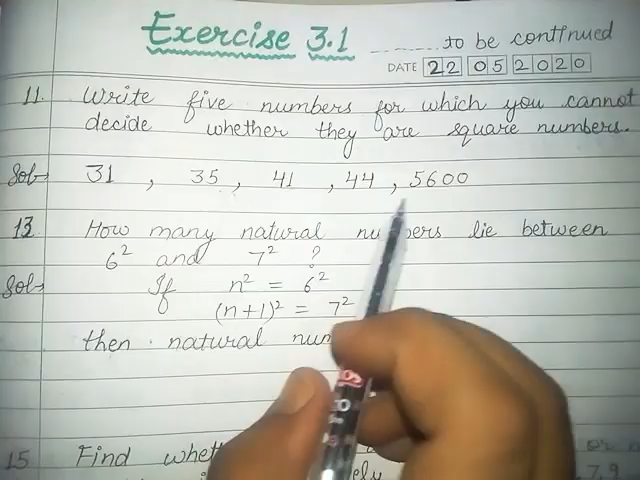 Exercise 3.1 ........ to be continued
DATE 22 05 2020
11. Write five numbers for which you cannot
decide whether they are square numbers.
Sol→ 31 , 35 , 41 , 44 , 5600
13. How many natural lie between
6² and 7² ?
Sol→ If n² = 6²
(n+1)² = 7²
then natural
15 Find
7,9